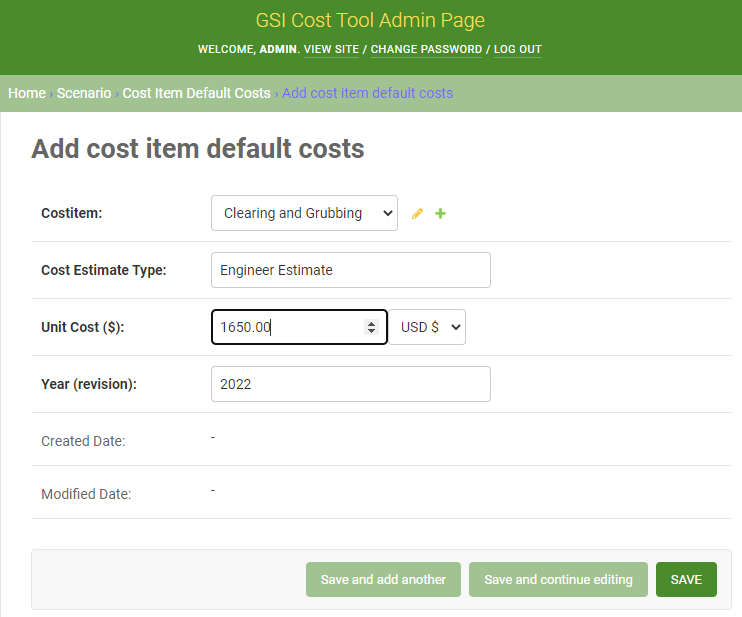 GSI Cost Tool Admin Page
WELCOME, ADMIN. VIEW SITE / CHANGE PASSWORD / LOG OUT
Home › Scenario › Cost Item Default Costs › Add cost item default costs
Add cost item default costs
Costitem: Clearing and Grubbing
Cost Estimate Type: Engineer Estimate
Unit Cost ($): 1650.00 USD $
Year (revision): 2022
Created Date: -
Modified Date: -
Save and add another Save and continue editing SAVE